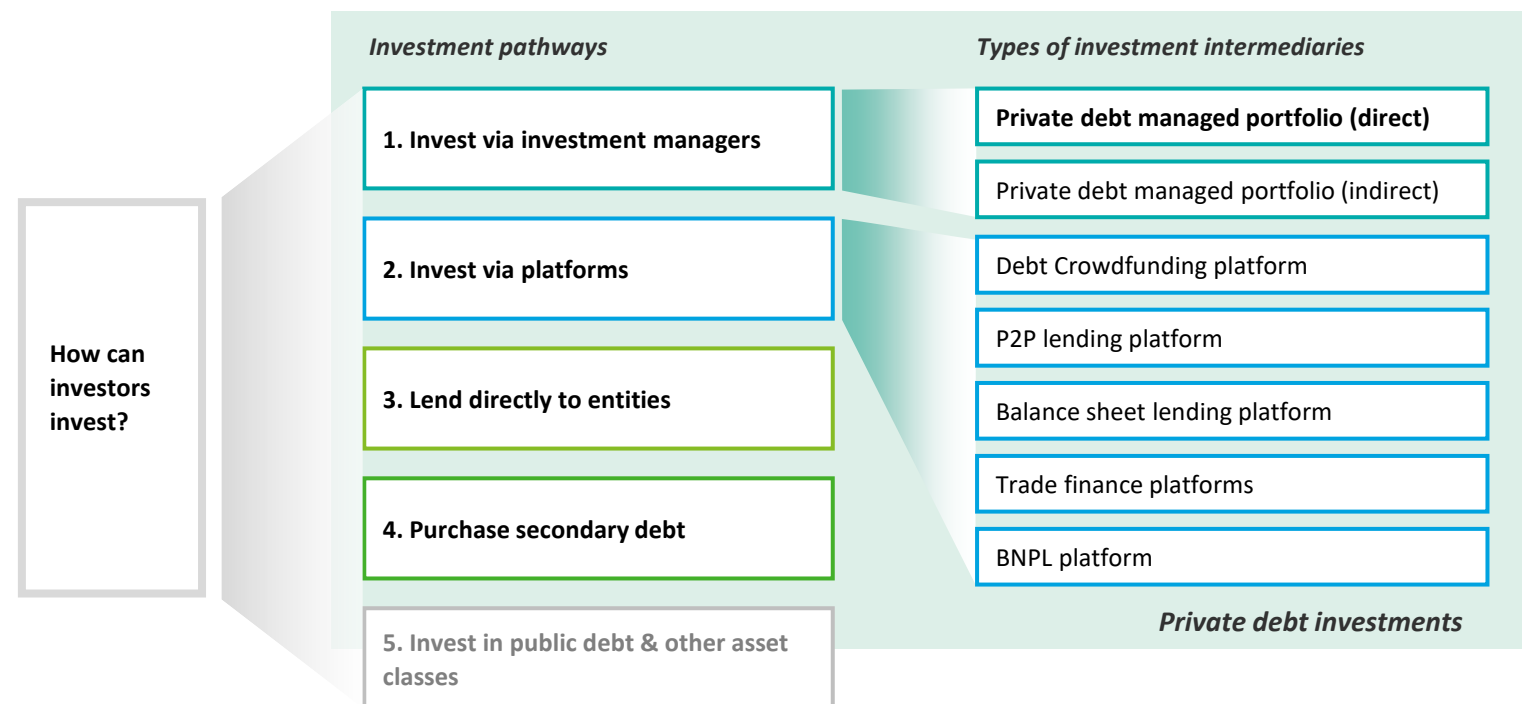 How can
investors
invest?
Investment pathways
1. Invest via investment managers
2. Invest via platforms
3. Lend directly to entities
4. Purchase secondary debt
5. Invest in public debt & other asset
classes
Types of investment intermediaries
Private debt managed portfolio (direct)
Private debt managed portfolio (indirect)
Debt Crowdfunding platform
P2P lending platform
Balance sheet lending platform
Trade finance platforms
BNPL platform
Private debt investments